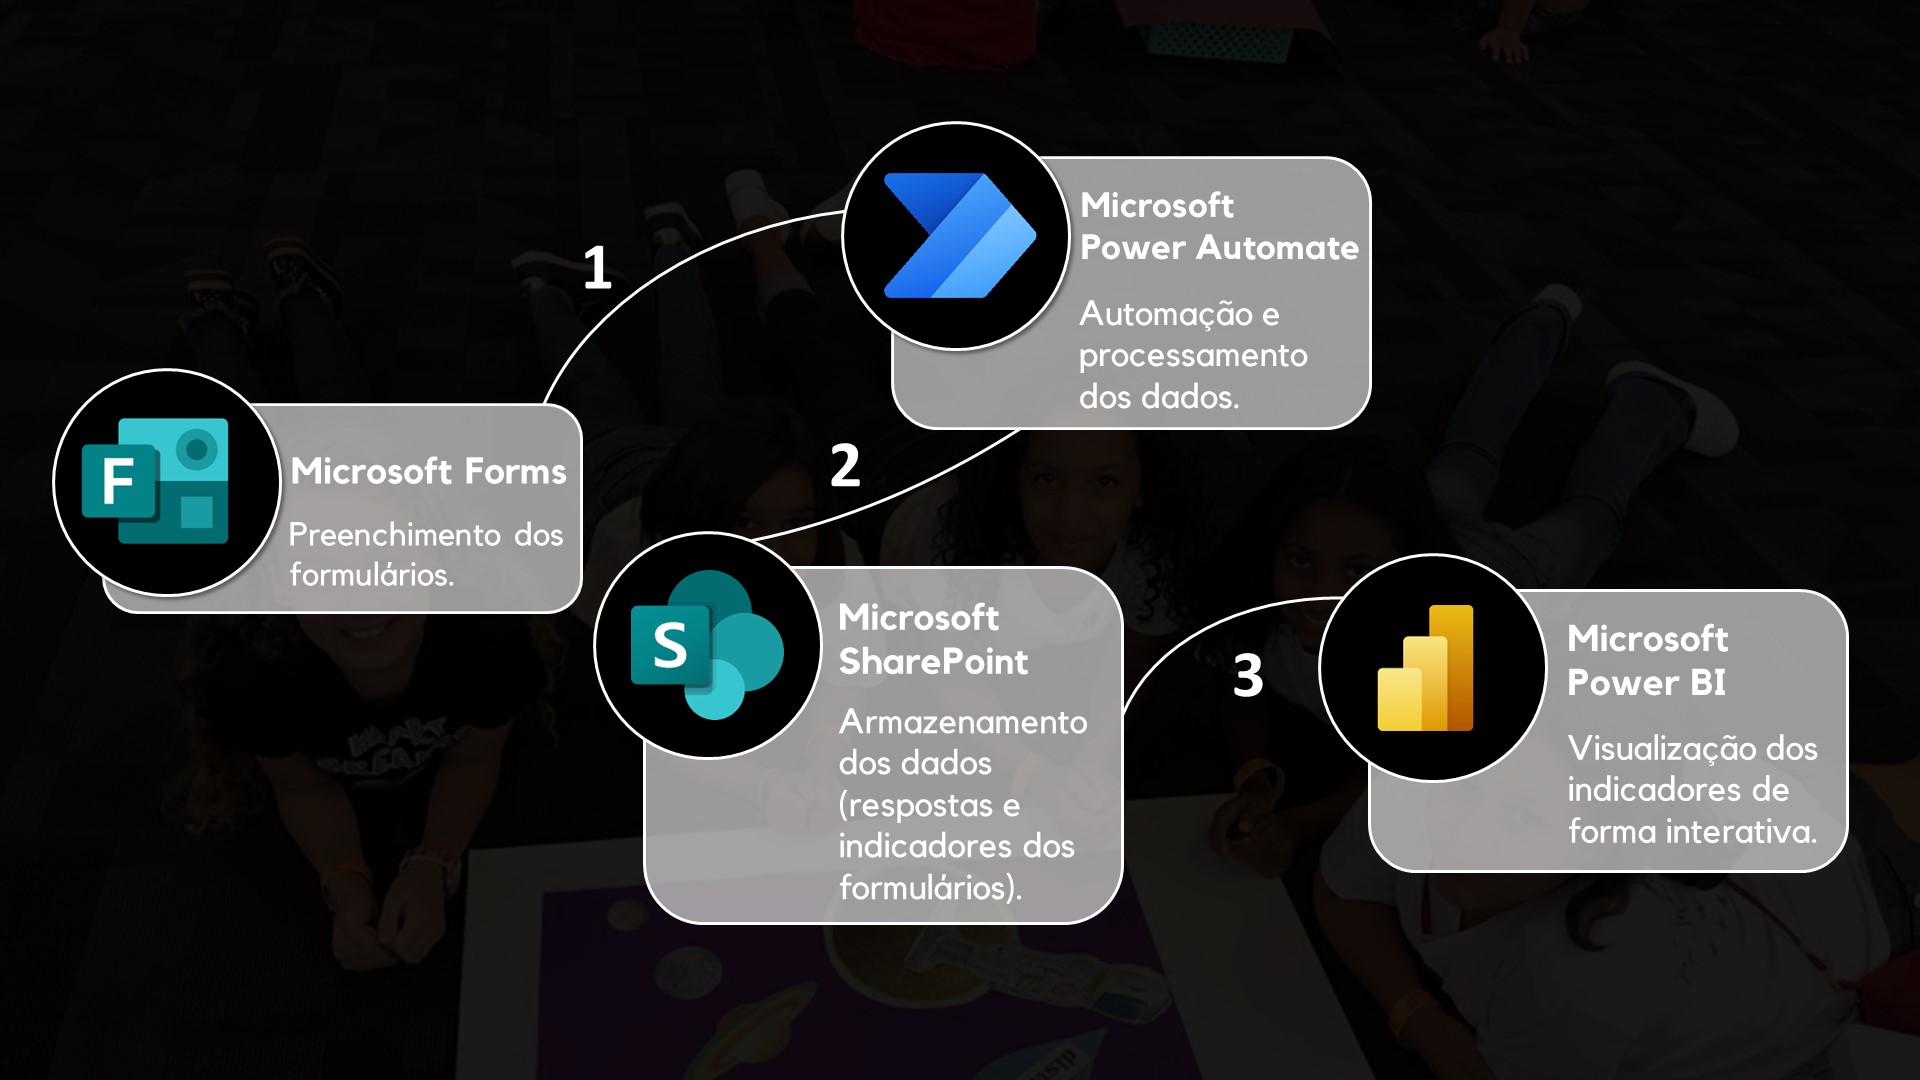 1
Microsoft
Power Automate
Automação e
processamento
dos dados.
F
Microsoft Forms
Preenchimento dos
formulários.
2
S
Microsoft
SharePoint
Armazenamento
dos dados
(respostas e
indicadores dos
formulários).
3
Microsoft
Power BI
Visualização dos
indicadores de
forma interativa.